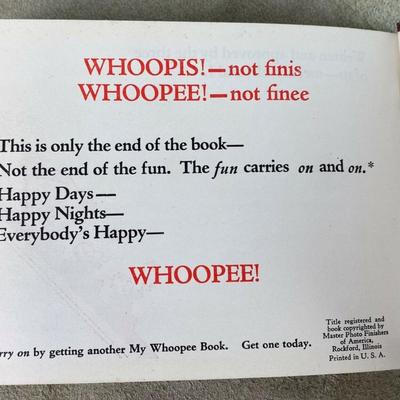 WHOOPIS!—not finis
WHOOPEE!—not finee
This is only the end of the book—
Not the end of the fun. The fun carries on and on.*
Happy Days—
Happy Nights—
Everybody's Happy—
WHOOPEE!
Title registered and
book copyrighted by
Master Photo Finishers
of America,
Rockford, Illinois
Printed in U. S. A.
rry on by getting another My Whoopee Book. Get one today.